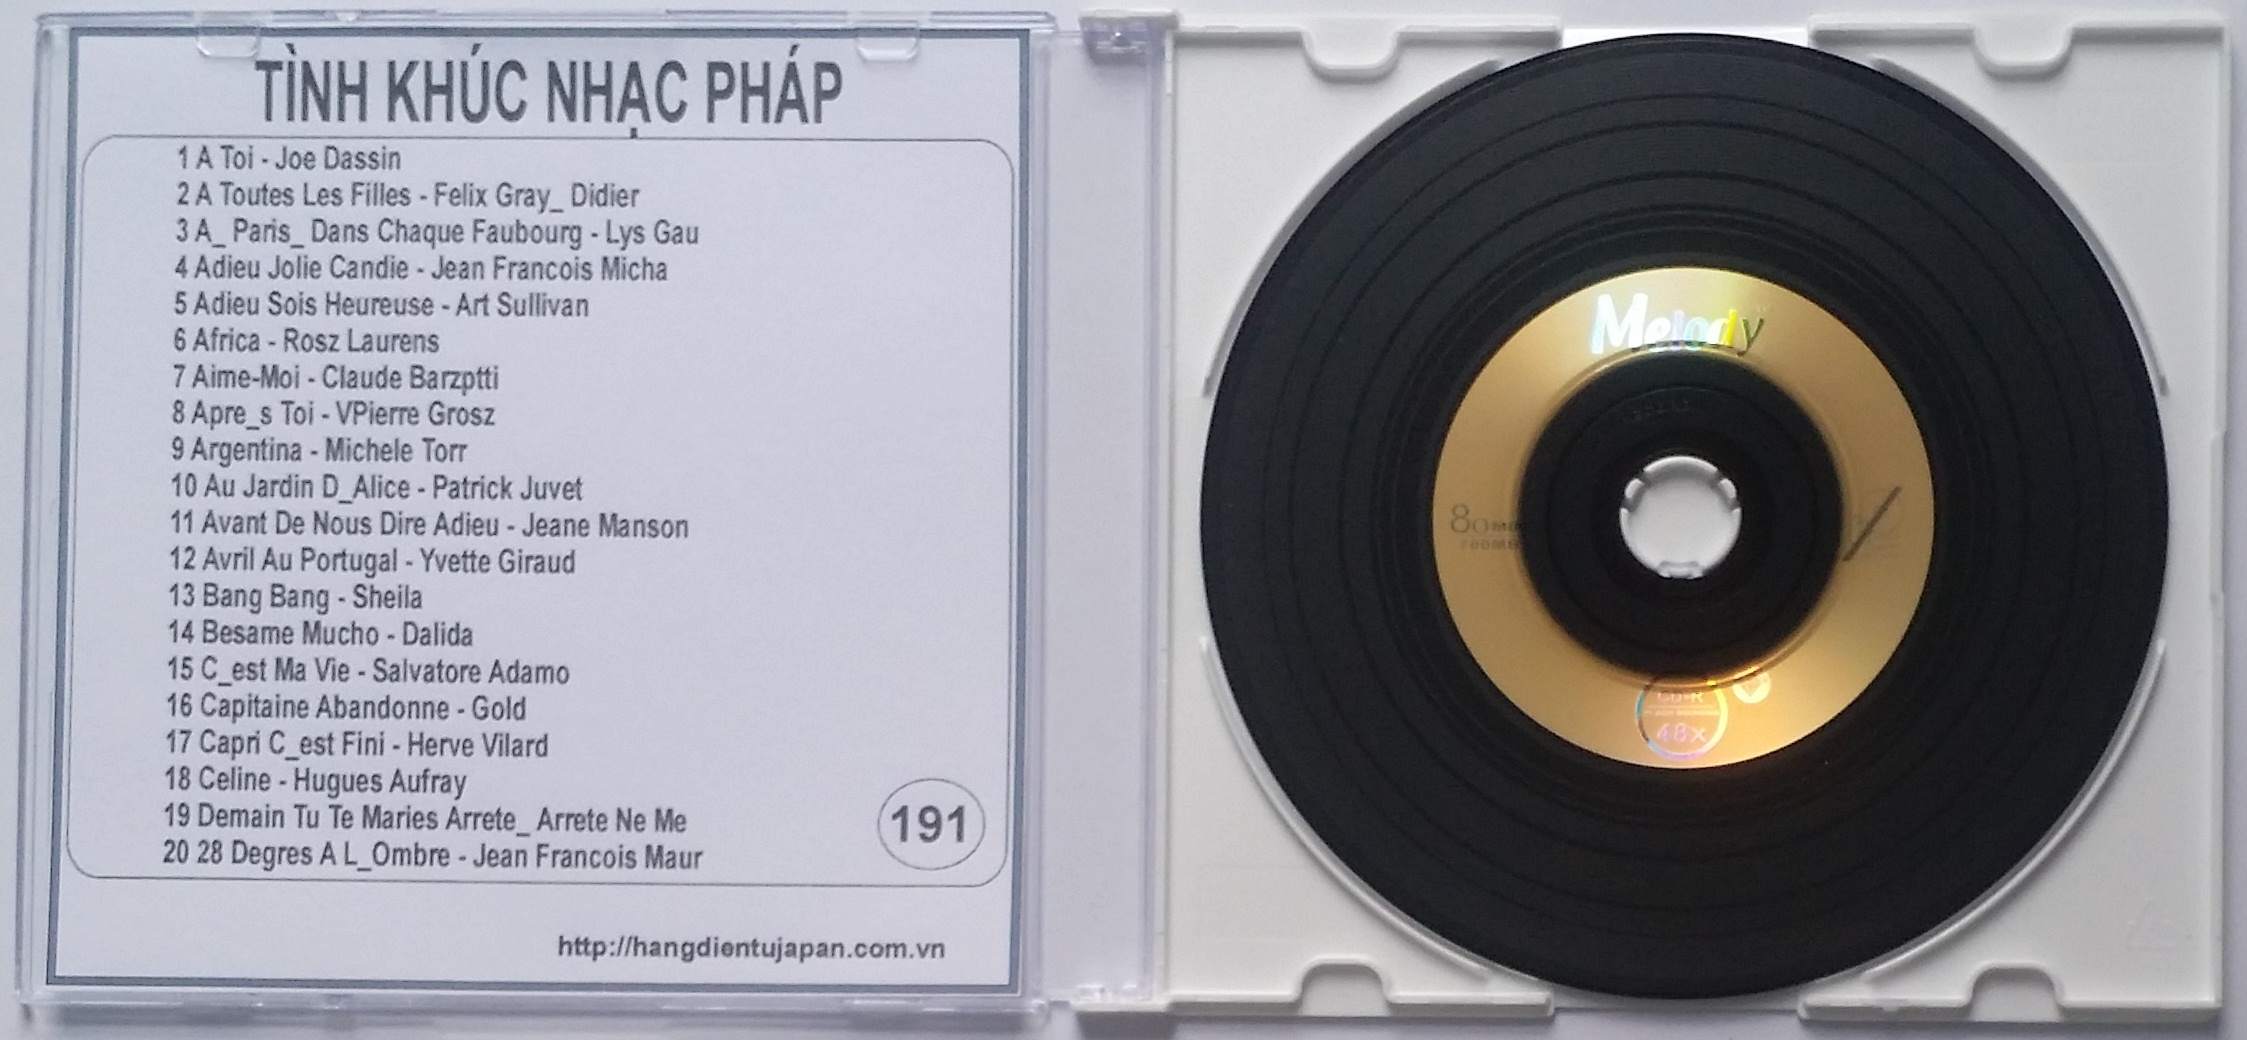 TÌNH KHÚC NHẠC PHÁP
1 A Toi - Joe Dassin
2 A Toutes Les Filles - Felix Gray_ Didier
3 A_ Paris_ Dans Chaque Faubourg - Lys Gau
4 Adieu Jolie Candie - Jean Francois Micha
5 Adieu Sois Heureuse - Art Sullivan
6 Africa - Rosz Laurens
7 Aime-Moi - Claude Barzptti
8 Apre_s Toi - VPierre Grosz
9 Argentina - Michele Torr
10 Au Jardin D_Alice - Patrick Juvet
11 Avant De Nous Dire Adieu - Jeane Manson
12 Avril Au Portugal - Yvette Giraud
13 Bang Bang - Sheila
14 Besame Mucho - Dalida
15 C_est Ma Vie - Salvatore Adamo
16 Capitaine Abandonne - Gold
17 Capri C_est Fini - Herve Vilard
18 Celine - Hugues Aufray
19 Demain Tu Te Maries Arrete_ Arrete Ne Me
20 28 Degres A L_Ombre - Jean Francois Maur
191
http://hangdientujapan.com.vn
Melody
80
700MB
CD-R
48x